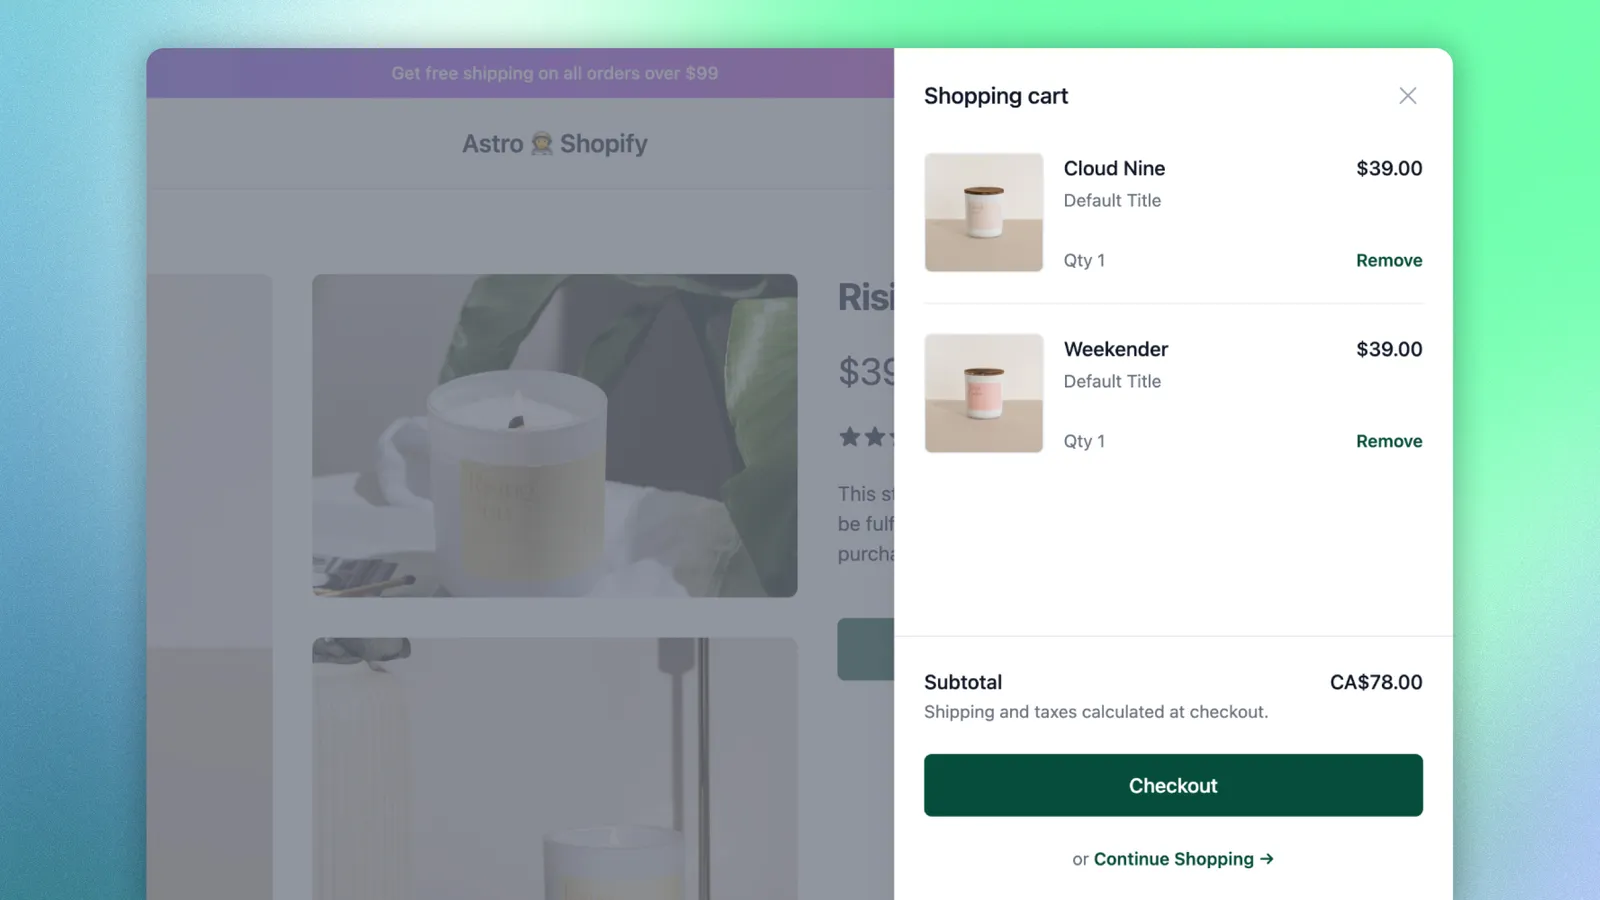 Get free shipping on all orders over $99
Astro 🧑‍🚀 Shopify
Shopping cart
Cloud Nine $39.00
Default Title
Qty 1 Remove
Weekender $39.00
Default Title
Qty 1 Remove
Risi
$39
This s
be fulf
purcha
Rising
Subtotal CA$78.00
Shipping and taxes calculated at checkout.
Checkout
or Continue Shopping →